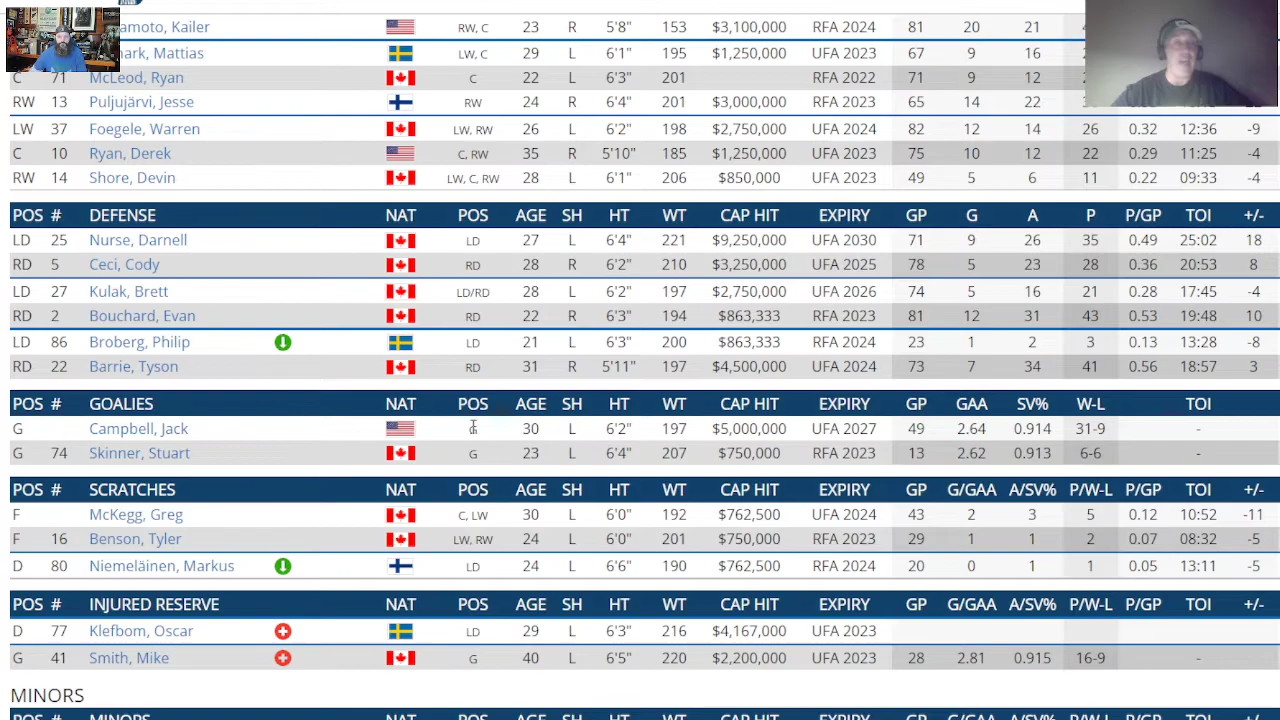 amoto, Kailer RW, C 23 R 5'8" 153 $3,100,000 RFA 2024 81 20 21
mark, Mattias LW, C 29 L 6'1" 195 $1,250,000 UFA 2023 67 9 16
C 71 McLeod, Ryan C 22 L 6'3" 201 RFA 2022 71 9 12
RW 13 Puljujärvi, Jesse RW 24 R 6'4" 201 $3,000,000 RFA 2023 65 14 22
LW 37 Foegele, Warren LW, RW 26 L 6'2" 198 $2,750,000 UFA 2024 82 12 14 26 0.32 12:36 -9
C 10 Ryan, Derek C, RW 35 R 5'10" 185 $1,250,000 UFA 2023 75 10 12 22 0.29 11:25 -4
RW 14 Shore, Devin LW, C, RW 28 L 6'1" 206 $850,000 UFA 2023 49 5 6 11 0.22 09:33 -4
POS # DEFENSE NAT POS AGE SH HT WT CAP HIT EXPIRY GP G A P P/GP TOI +/-
LD 25 Nurse, Darnell LD 27 L 6'4" 221 $9,250,000 UFA 2030 71 9 26 35 0.49 25:02 18
RD 5 Ceci, Cody RD 28 R 6'2" 210 $3,250,000 UFA 2025 78 5 23 28 0.36 20:53 8
LD 27 Kulak, Brett LD/RD 28 L 6'2" 197 $2,750,000 UFA 2026 74 5 16 21 0.28 17:45 -4
RD 2 Bouchard, Evan RD 22 R 6'3" 194 $863,333 RFA 2023 81 12 31 43 0.53 19:48 10
LD 86 Broberg, Philip LD 21 L 6'3" 200 $863,333 RFA 2024 23 1 2 3 0.13 13:28 -8
RD 22 Barrie, Tyson RD 31 R 5'11" 197 $4,500,000 UFA 2024 73 7 34 41 0.56 18:57 3
POS # GOALIES NAT POS AGE SH HT WT CAP HIT EXPIRY GP GAA SV% W-L TOI
G Campbell, Jack G 30 L 6'2" 197 $5,000,000 UFA 2027 49 2.64 0.914 31-9 -
G 74 Skinner, Stuart G 23 L 6'4" 207 $750,000 RFA 2023 13 2.62 0.913 6-6 -
POS # SCRATCHES NAT POS AGE SH HT WT CAP HIT EXPIRY GP G/GAA A/SV% P/W-L P/GP TOI +/-
F McKegg, Greg C, LW 30 L 6'0" 192 $762,500 UFA 2023 43 2 3 5 0.12 10:52 -11
F 16 Benson, Tyler LW, RW 24 L 6'0" 201 $750,000 RFA 2023 29 1 1 2 0.07 08:32 -5
D 80 Niemeläinen, Markus LD 24 L 6'6" 190 $762,500 RFA 2024 20 0 1 1 0.05 13:11 -5
POS # INJURED RESERVE NAT POS AGE SH HT WT CAP HIT EXPIRY GP G/GAA A/SV% P/W-L P/GP TOI +/-
D 77 Klefbom, Oscar LD 29 L 6'3" 216 $4,167,000 UFA 2023
G 41 Smith, Mike G 40 L 6'5" 220 $2,200,000 UFA 2023 28 2.81 0.915 16-9 -
MINORS
POS # MINORS NAT POS AGE SH HT WT CAP HIT EXPIRY GP G/GAA A/SV% P/W-L P/GP TOI +/-